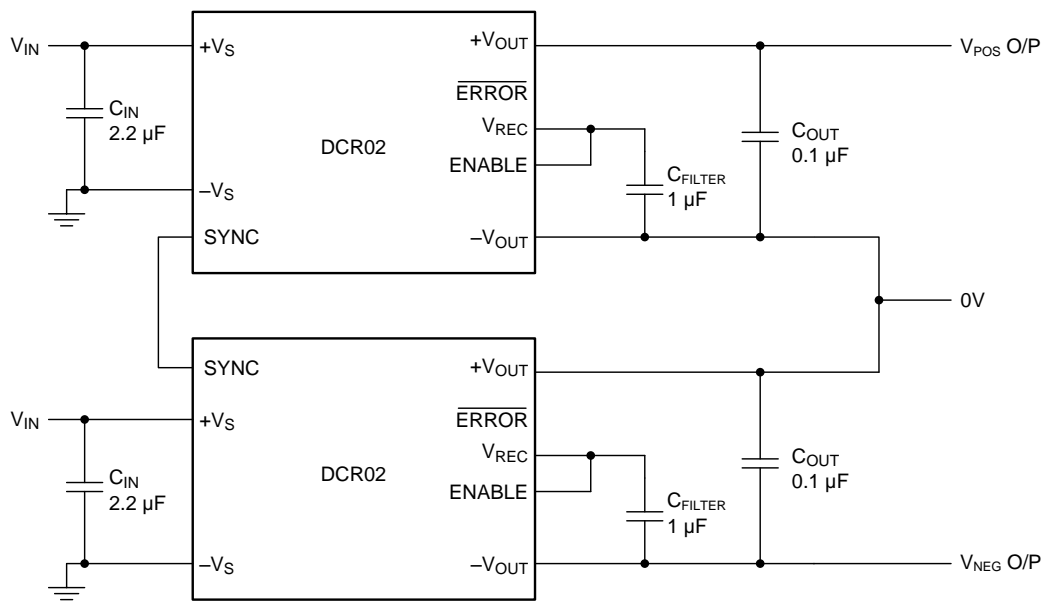 V_IN
+V_S
+V_OUT
V_POS O/P
ERROR
C_IN
2.2 µF
V_REC
DCR02
C_OUT
0.1 µF
ENABLE
C_FILTER
1 µF
–V_S
SYNC
–V_OUT
0V
SYNC
+V_OUT
V_IN
+V_S
ERROR
V_REC
C_OUT
0.1 µF
C_IN
2.2 µF
DCR02
ENABLE
C_FILTER
1 µF
–V_S
–V_OUT
V_NEG O/P